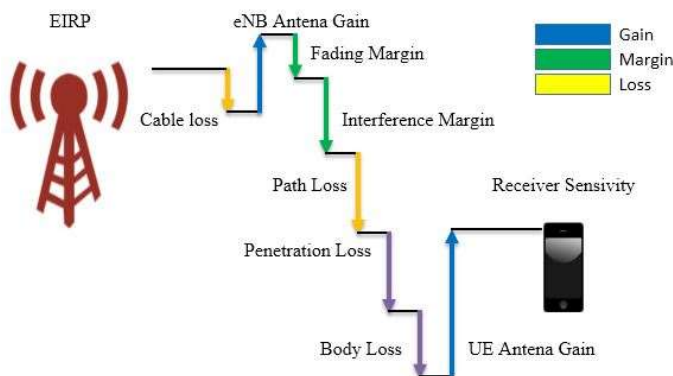 EIRP
eNB Antena Gain
Gain
Fading Margin
Margin
Loss
Cable loss
Interference Margin
Path Loss
Receiver Sensivity
Penetration Loss
Body Loss
UE Antena Gain